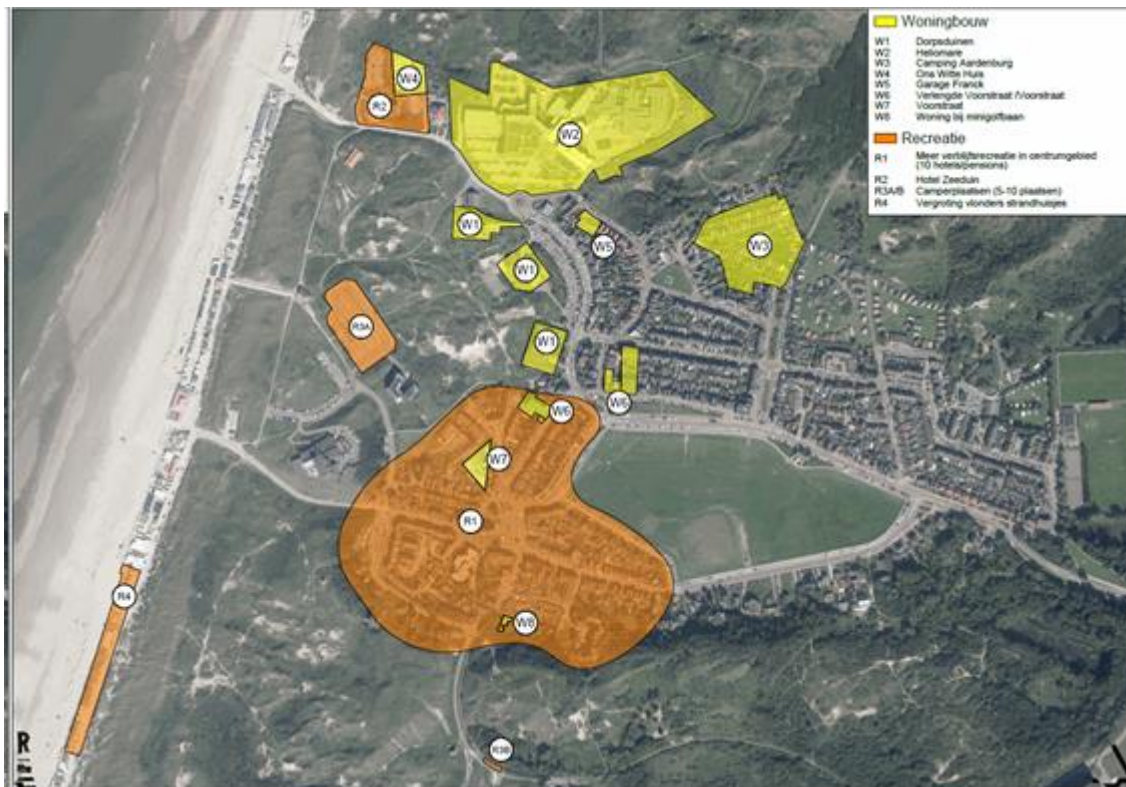 Woningbouw
W1 Dorpsduinen
W2 Heliomare
W3 Camping Aardenburg
W4 Ons Witte Huis
W5 Garage Franck
W6 Verlengde Voorstraat /Voorstraat
W7 Voorstraat
W8 Woning bij minigolfbaan
Recreatie
R1 Meer verblijfsrecreatie in centrumgebied
(10 hotels/pensions)
R2 Hotel Zeeduin
R3A/B Camperplaatsen (5-10 plaatsen)
R4 Vergroting vlonders strandhuisjes
W4
R2
W2
W1
W5
W3
W1
R3A
W1
W6
W6
W7
R1
R4
W8
R3B
R